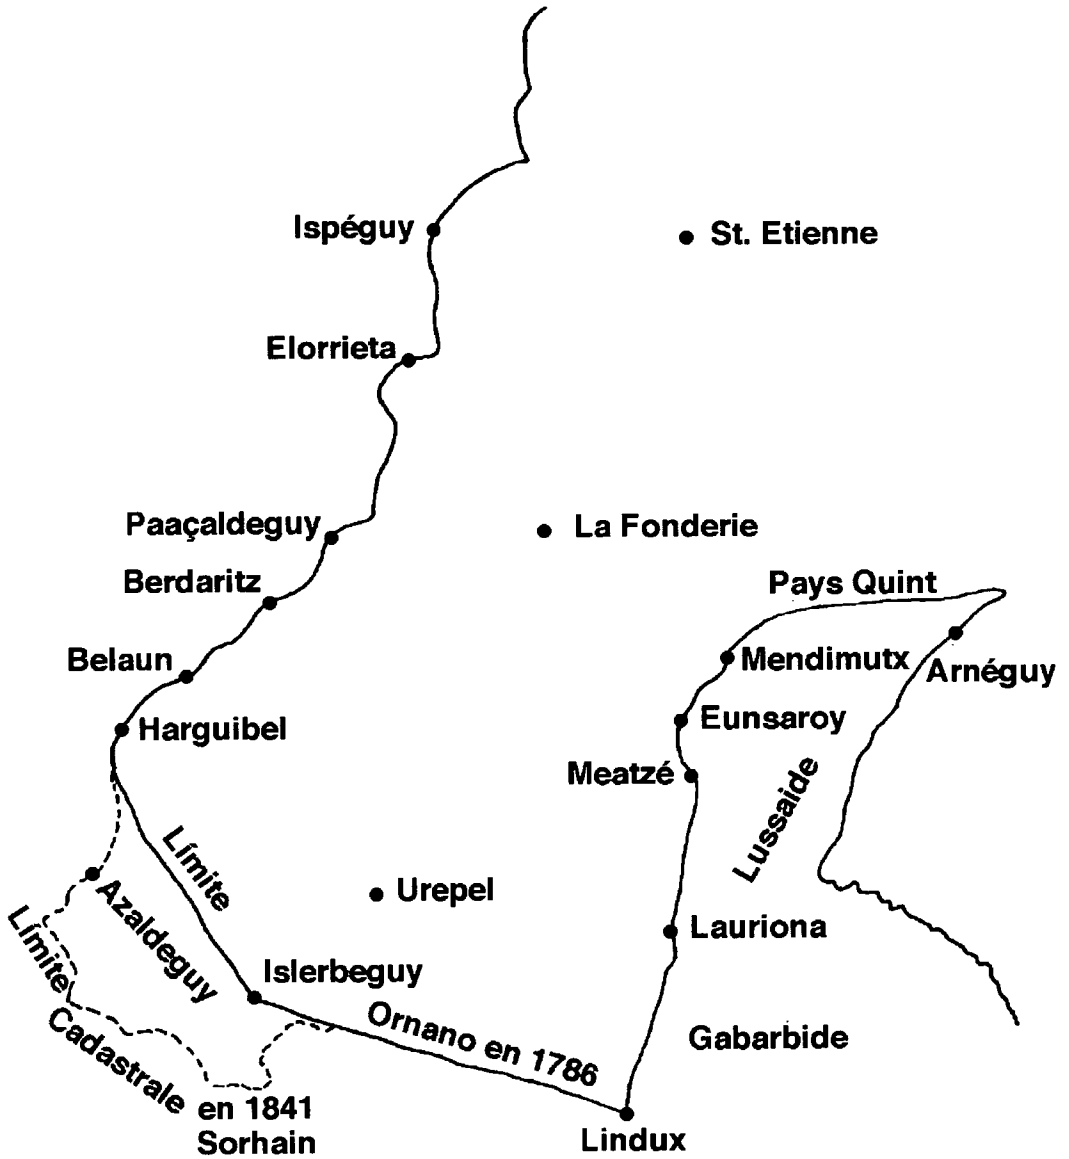 Ispéguy
St. Etienne
Elorrieta
Paaçaldeguy
La Fonderie
Berdaritz
Pays Quint
Belaun
Mendimutx
Arnéguy
Harguibel
Eunsaroy
Meatzé
Lussaide
Límite
Urepel
Azaldeguy
Lauriona
Límite
Islerbeguy
Ornano en 1786
Cadastrale
Gabarbide
en 1841
Sorhain
Lindux